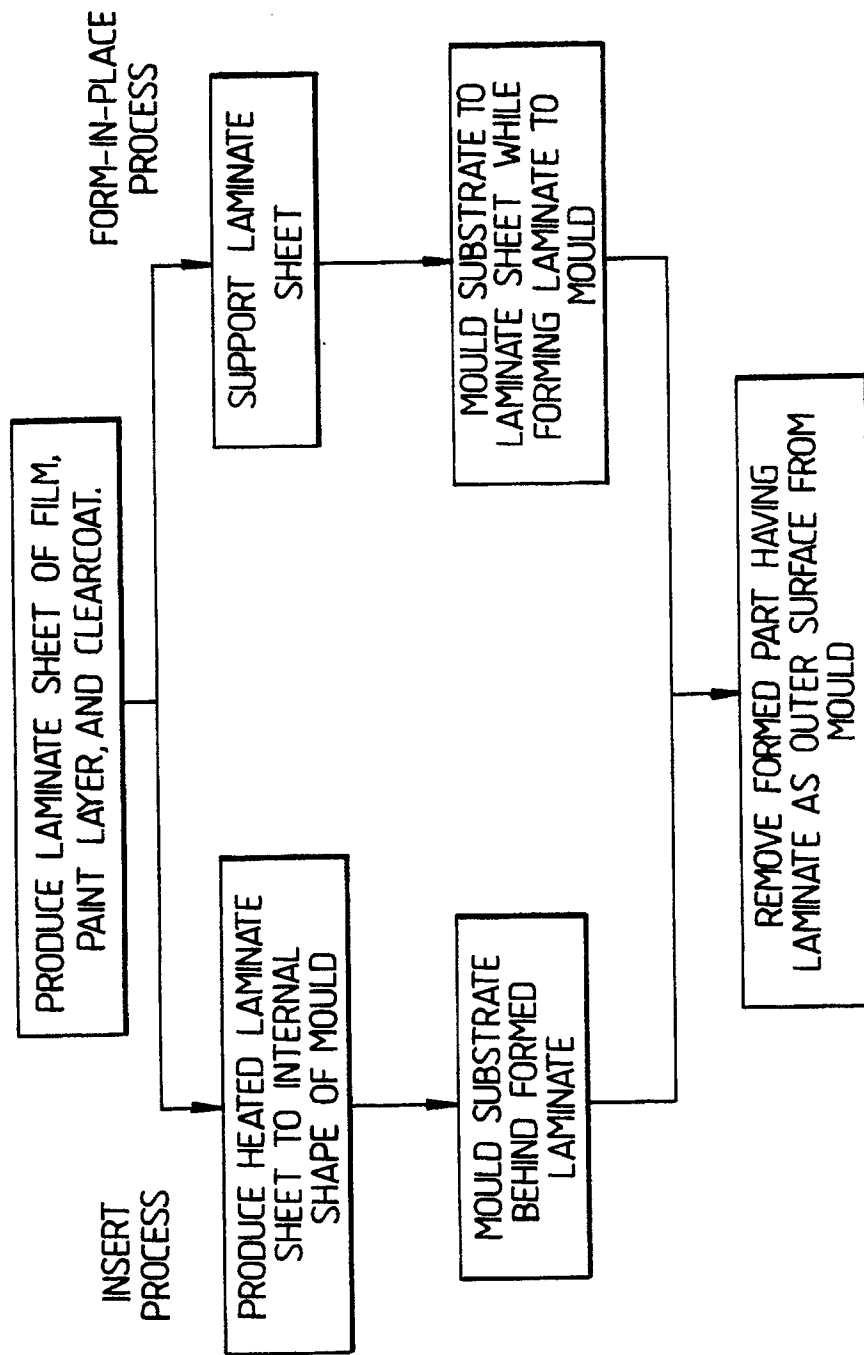 PRODUCE LAMINATE SHEET OF FILM,
PAINT LAYER, AND CLEARCOAT.
INSERT
PROCESS
PRODUCE HEATED LAMINATE
SHEET TO INTERNAL
SHAPE OF MOULD
MOULD SUBSTRATE
BEHIND FORMED
LAMINATE
FORM-IN-PLACE
PROCESS
SUPPORT LAMINATE
SHEET
MOULD SUBSTRATE TO
LAMINATE SHEET WHILE
FORMING LAMINATE TO
MOULD
REMOVE FORMED PART HAVING
LAMINATE AS OUTER SURFACE FROM
MOULD